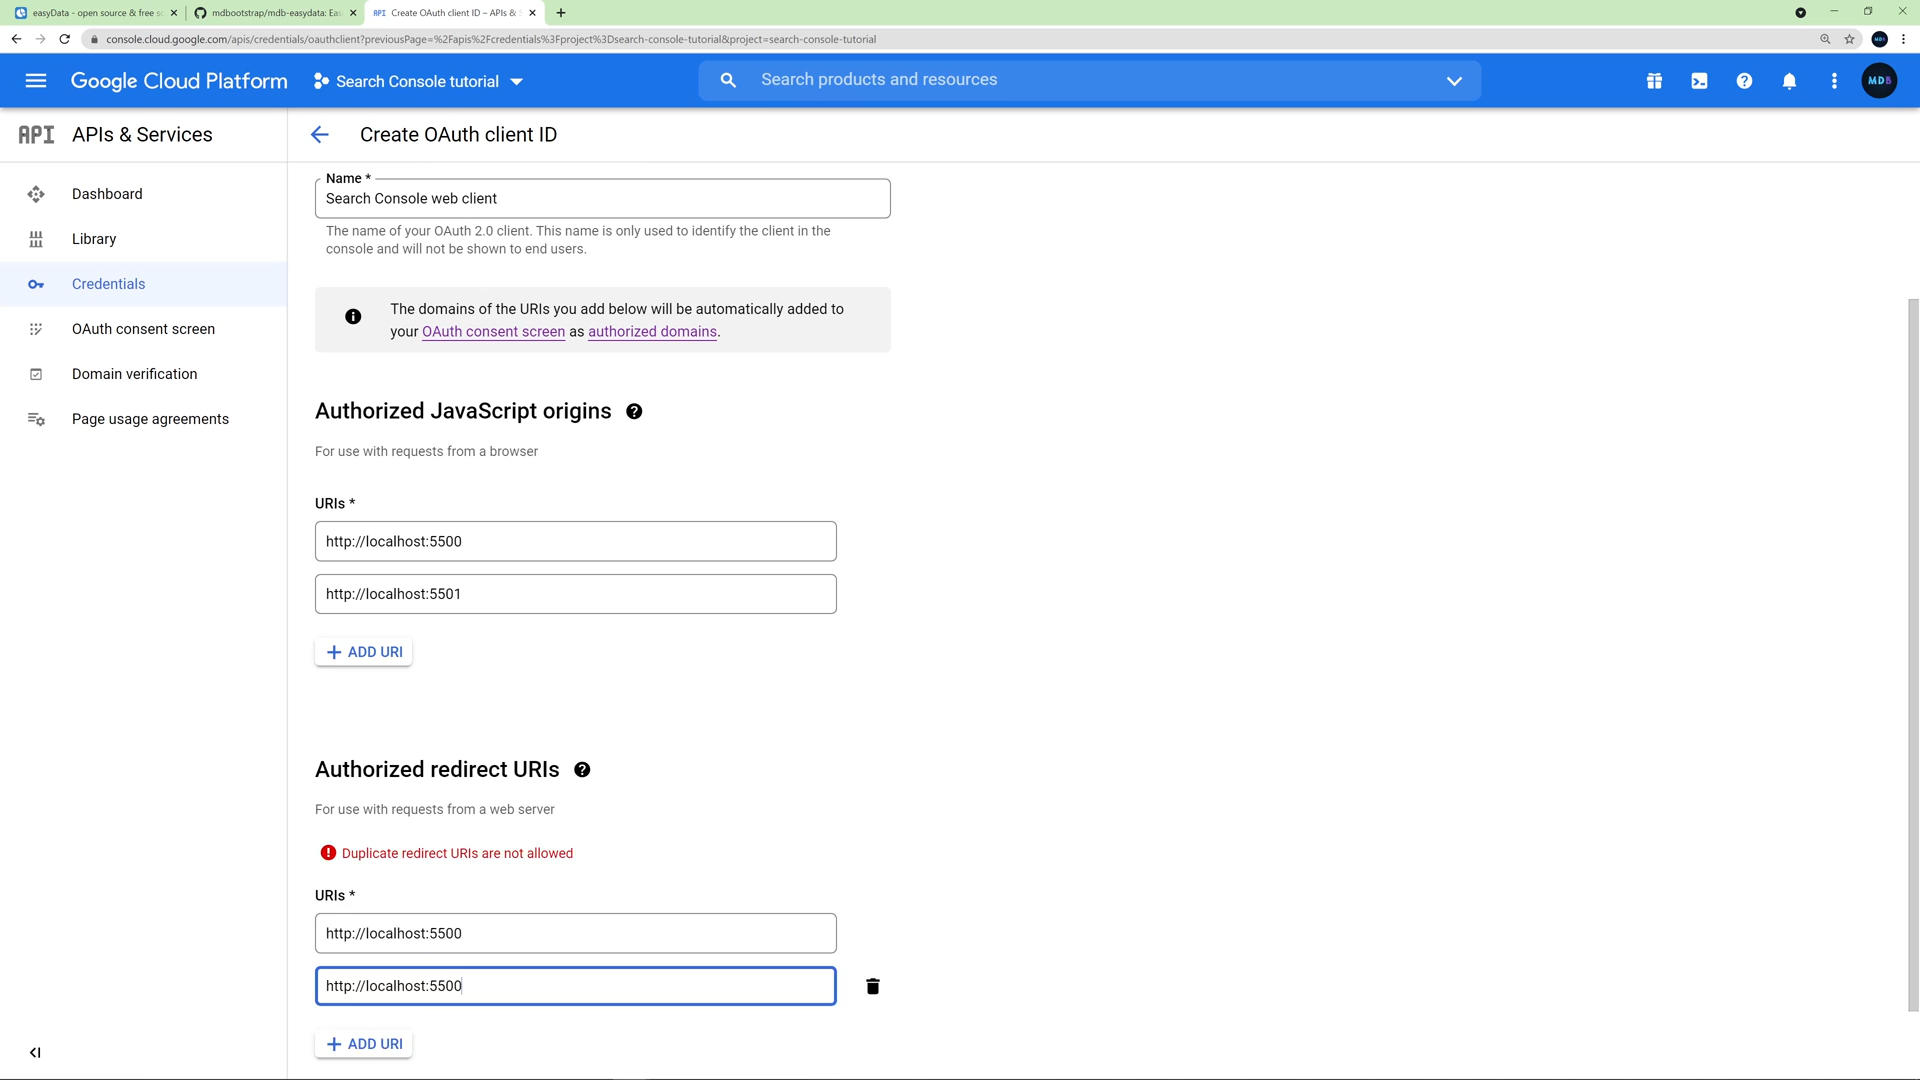 easyData - open source & free s
mdbootstrap/mdb-easydata: Ea
API Create OAuth client ID – APIs &
console.cloud.google.com/apis/credentials/oauthclient?previousPage=%2Fapis%2Fcredentials%3Fproject%3Dsearch-console-tutorial&project=search-console-tutorial
Google Cloud Platform
Search Console tutorial
Search products and resources
MDB
API APIs & Services
Create OAuth client ID
Dashboard
Library
Credentials
OAuth consent screen
Domain verification
Page usage agreements
Name *
Search Console web client
The name of your OAuth 2.0 client. This name is only used to identify the client in the
console and will not be shown to end users.
The domains of the URIs you add below will be automatically added to
your OAuth consent screen as authorized domains.
Authorized JavaScript origins
For use with requests from a browser
URIs *
http://localhost:5500
http://localhost:5501
+ ADD URI
Authorized redirect URIs
For use with requests from a web server
Duplicate redirect URIs are not allowed
URIs *
http://localhost:5500
http://localhost:5500
+ ADD URI